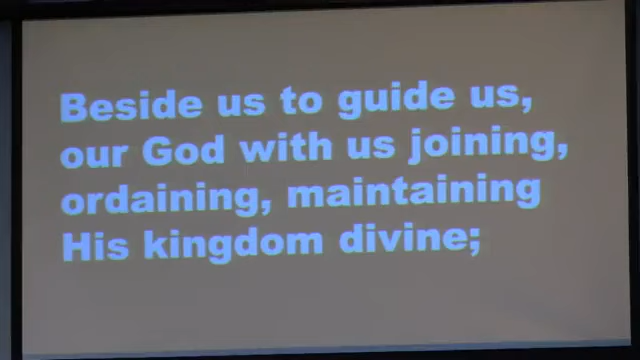 Beside us to guide us,
our God with us joining,
ordaining, maintaining
His kingdom divine;